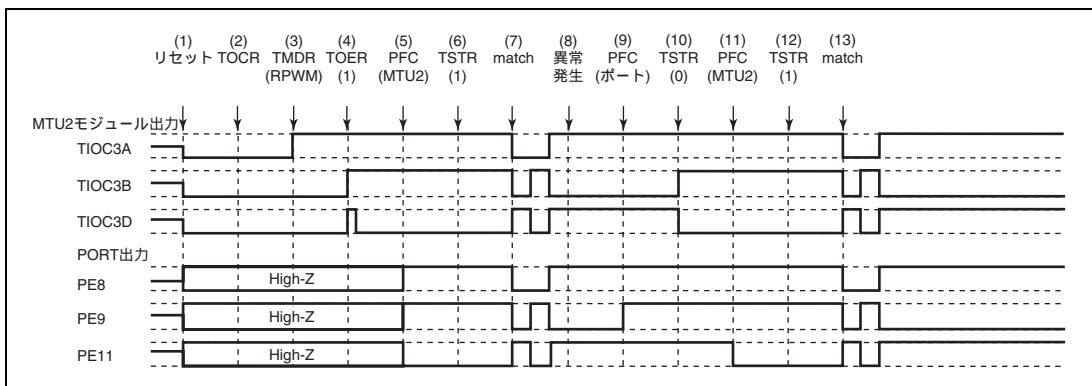 (1) (2) (3) (4) (5) (6) (7) (8) (9) (10) (11) (12) (13)
リセット TOCR TMDR TOER PFC TSTR match 異常 PFC TSTR PFC TSTR match
(RPWM) (1) (MTU2) (1) 発生 (ポート) (0) (MTU2) (1)
MTU2モジュール出力
TIOC3A
TIOC3B
TIOC3D
PORT出力
PE8 High-Z
PE9 High-Z
PE11 High-Z